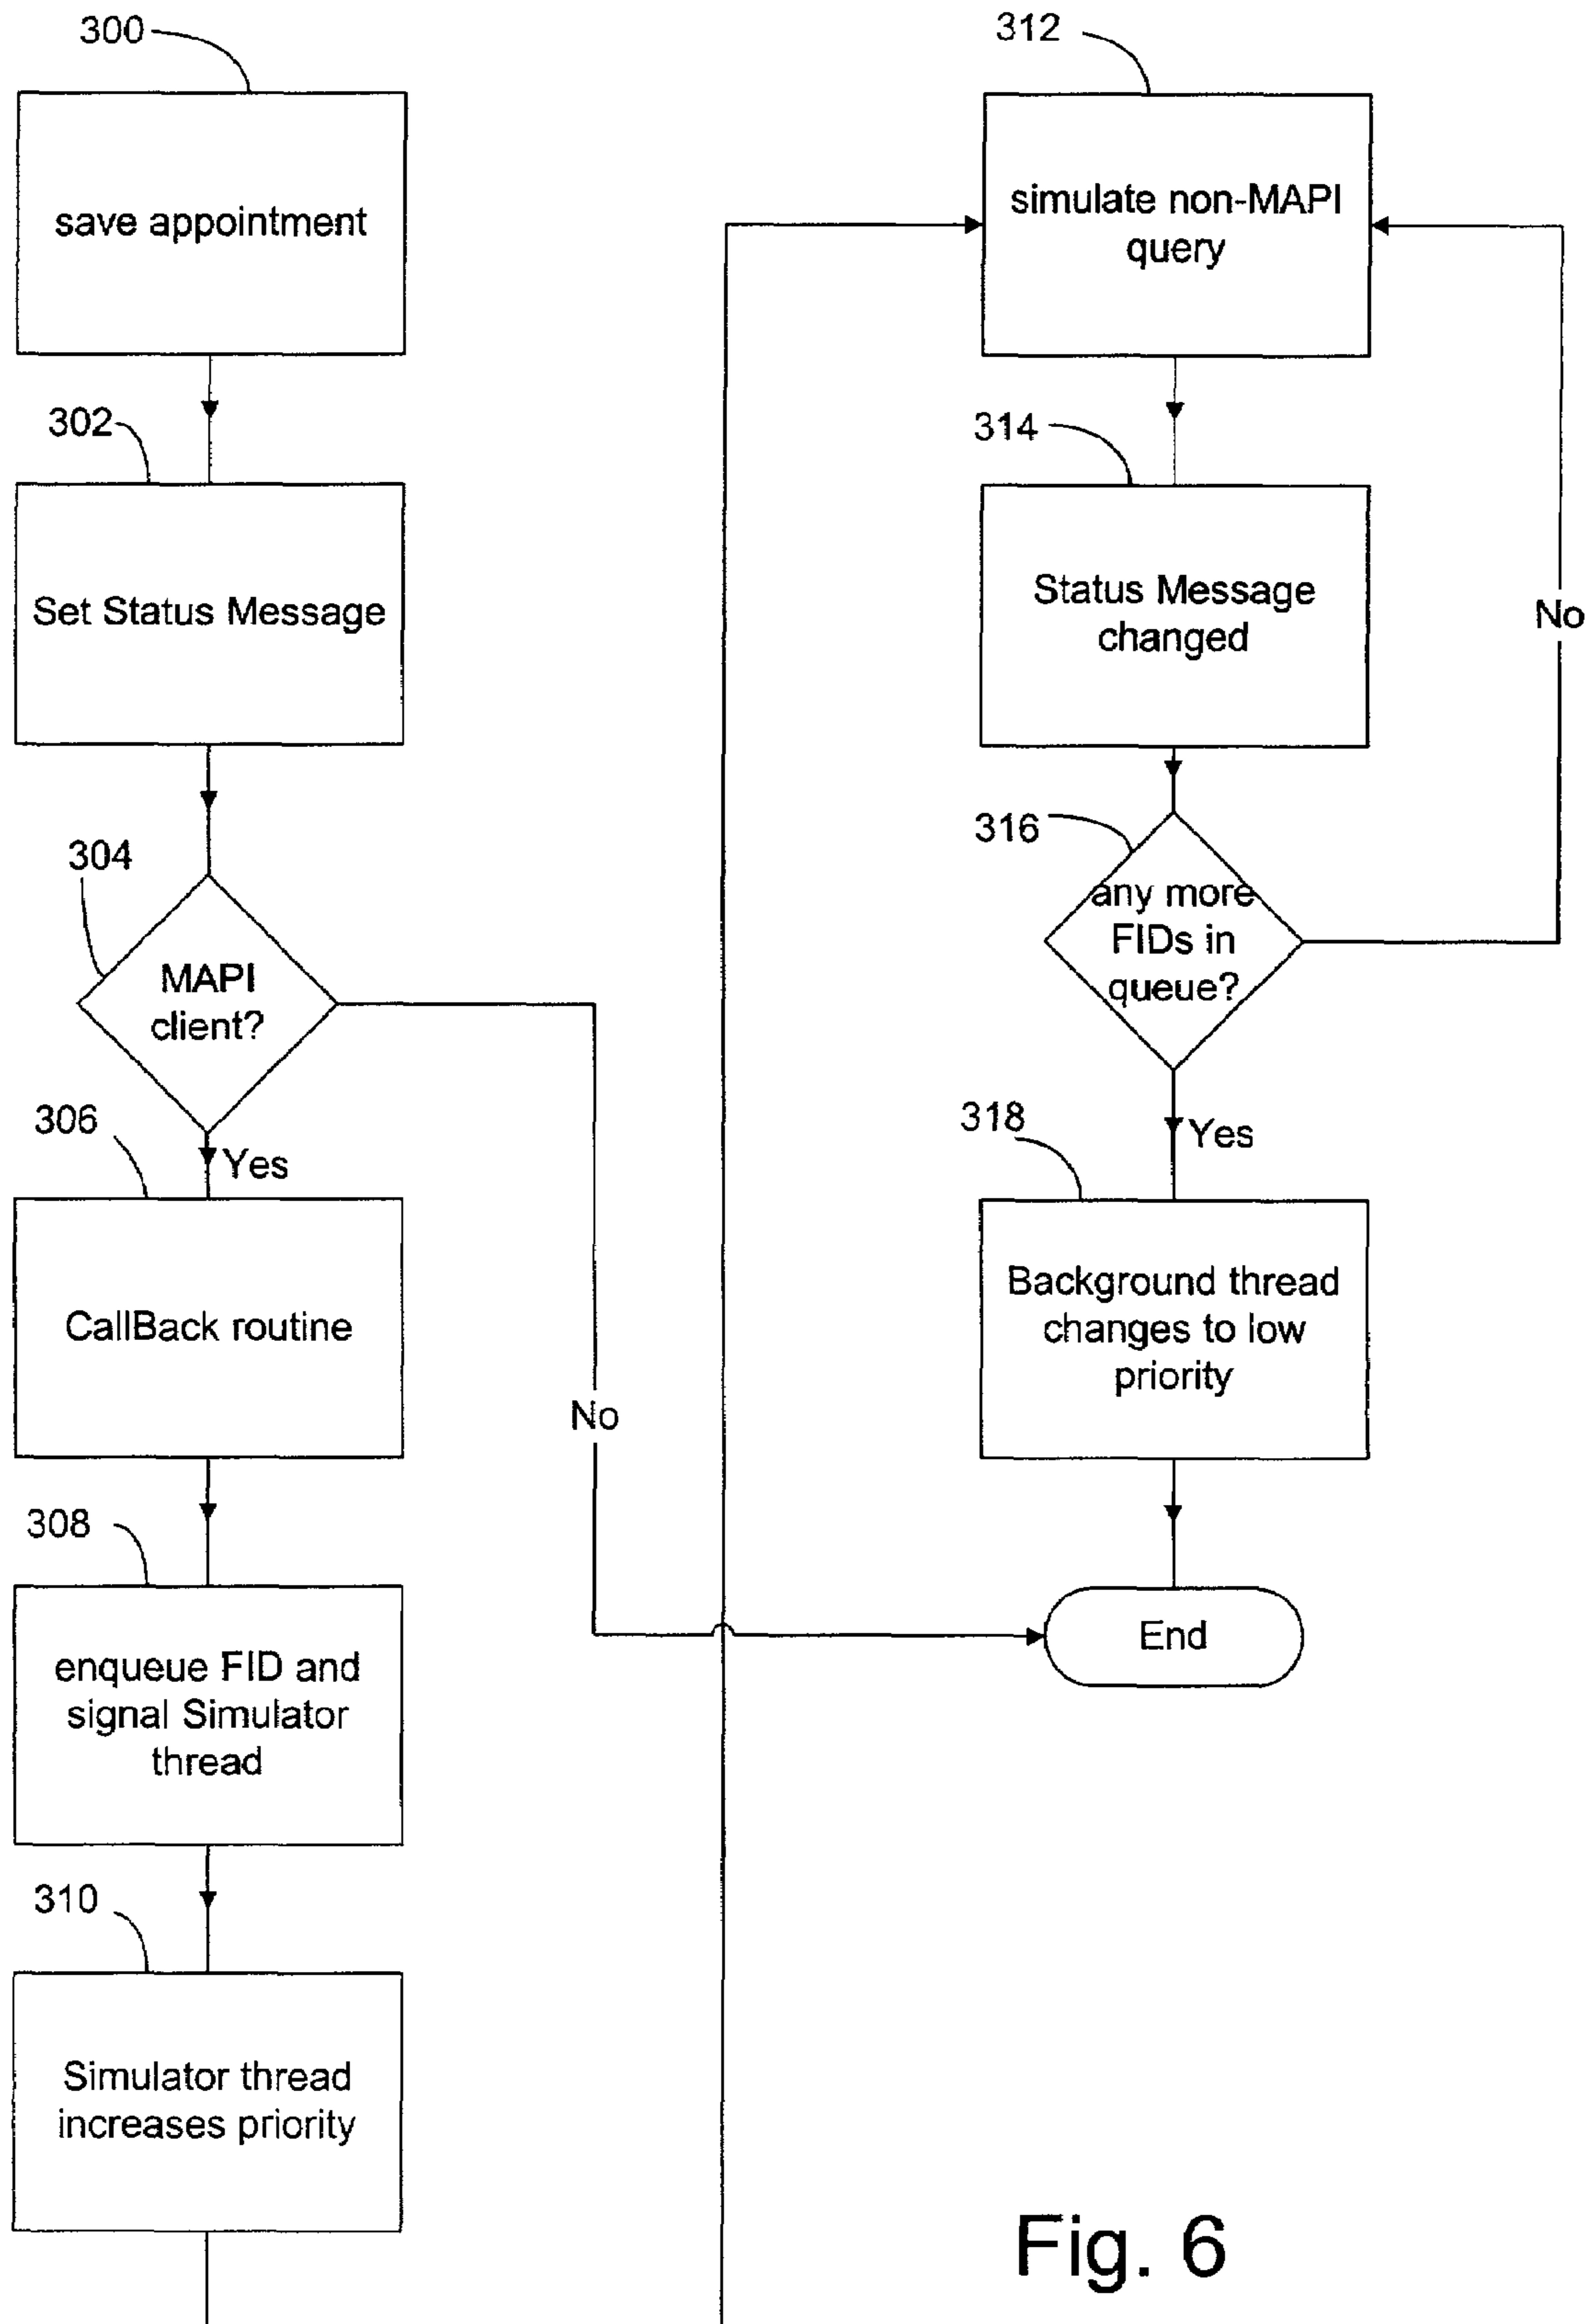 300
save appointment
302
Set Status Message
304
MAPI
client?
Yes
No
306
CallBack routine
308
enqueue FID and
signal Simulator
thread
310
Simulator thread
increases priority
312
simulate non-MAPI
query
314
Status Message
changed
316
any more
FIDs in
queue?
No
Yes
318
Background thread
changes to low
priority
End
Fig. 6